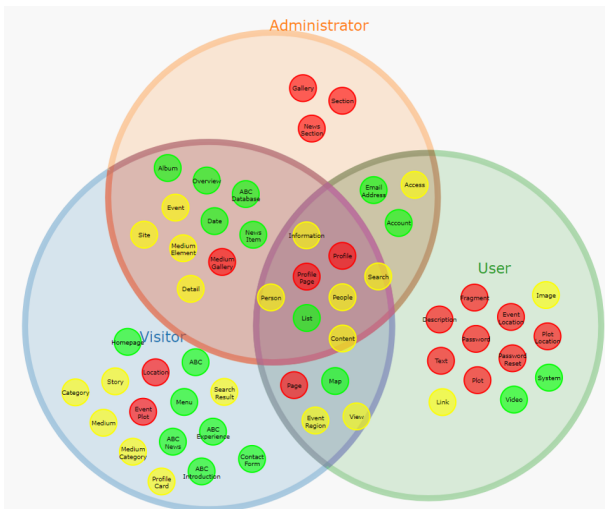 Administrator
Gallery
Section
News
Section
Album
Overview
ABC
Database
Event
Date
Site
News
Item
Medium
Element
Medium
Gallery
Detail
Email
Address
Access
Account
Information
Profile
Profile
Page
Search
Person
People
List
Content
User
Fragment
Image
Description
Event
Location
Password
Plot
Location
Text
Password
Reset
Plot
System
Link
Video
Visitor
Homepage
Location
ABC
Story
Category
Search
Result
Menu
Event
Plot
Medium
ABC
News
ABC
Experience
Medium
Category
Contact
Form
ABC
Introduction
Profile
Card
Page
Map
Event
Region
View